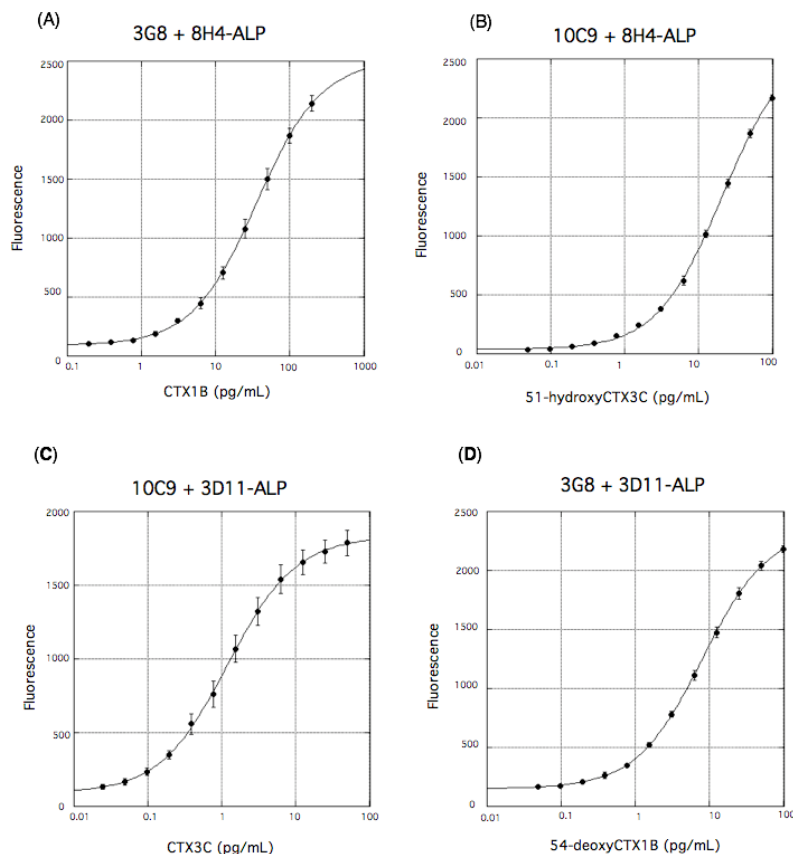 (A)
3G8 + 8H4-ALP
2500
2000
1500
1000
500
0
Fluorescence
0.1 1 10 100 1000
CTX1B (pg/mL)
(B)
10C9 + 8H4-ALP
2500
2000
1500
1000
500
0
Fluorescence
0.01 0.1 1 10 100
51-hydroxyCTX3C (pg/mL)
(C)
10C9 + 3D11-ALP
2000
1500
1000
500
0
Fluorescence
0.01 0.1 1 10 100
CTX3C (pg/mL)
(D)
3G8 + 3D11-ALP
2500
2000
1500
1000
500
0
Fluorescence
0.01 0.1 1 10 100
54-deoxyCTX1B (pg/mL)